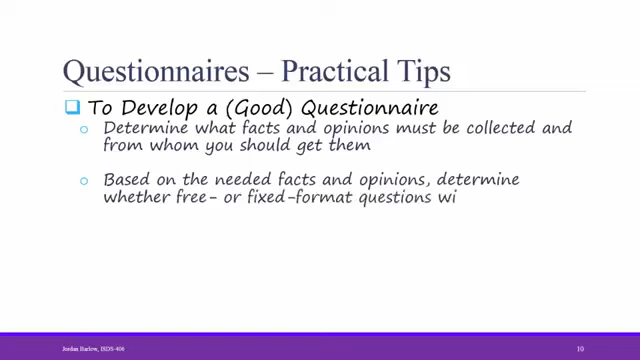 Questionnaires – Practical Tips
To Develop a (Good) Questionnaire
Determine what facts and opinions must be collected and
from whom you should get them
Based on the needed facts and opinions, determine
whether free- or fixed-format questions wi
Jordan Barlow, ISDS-406
10